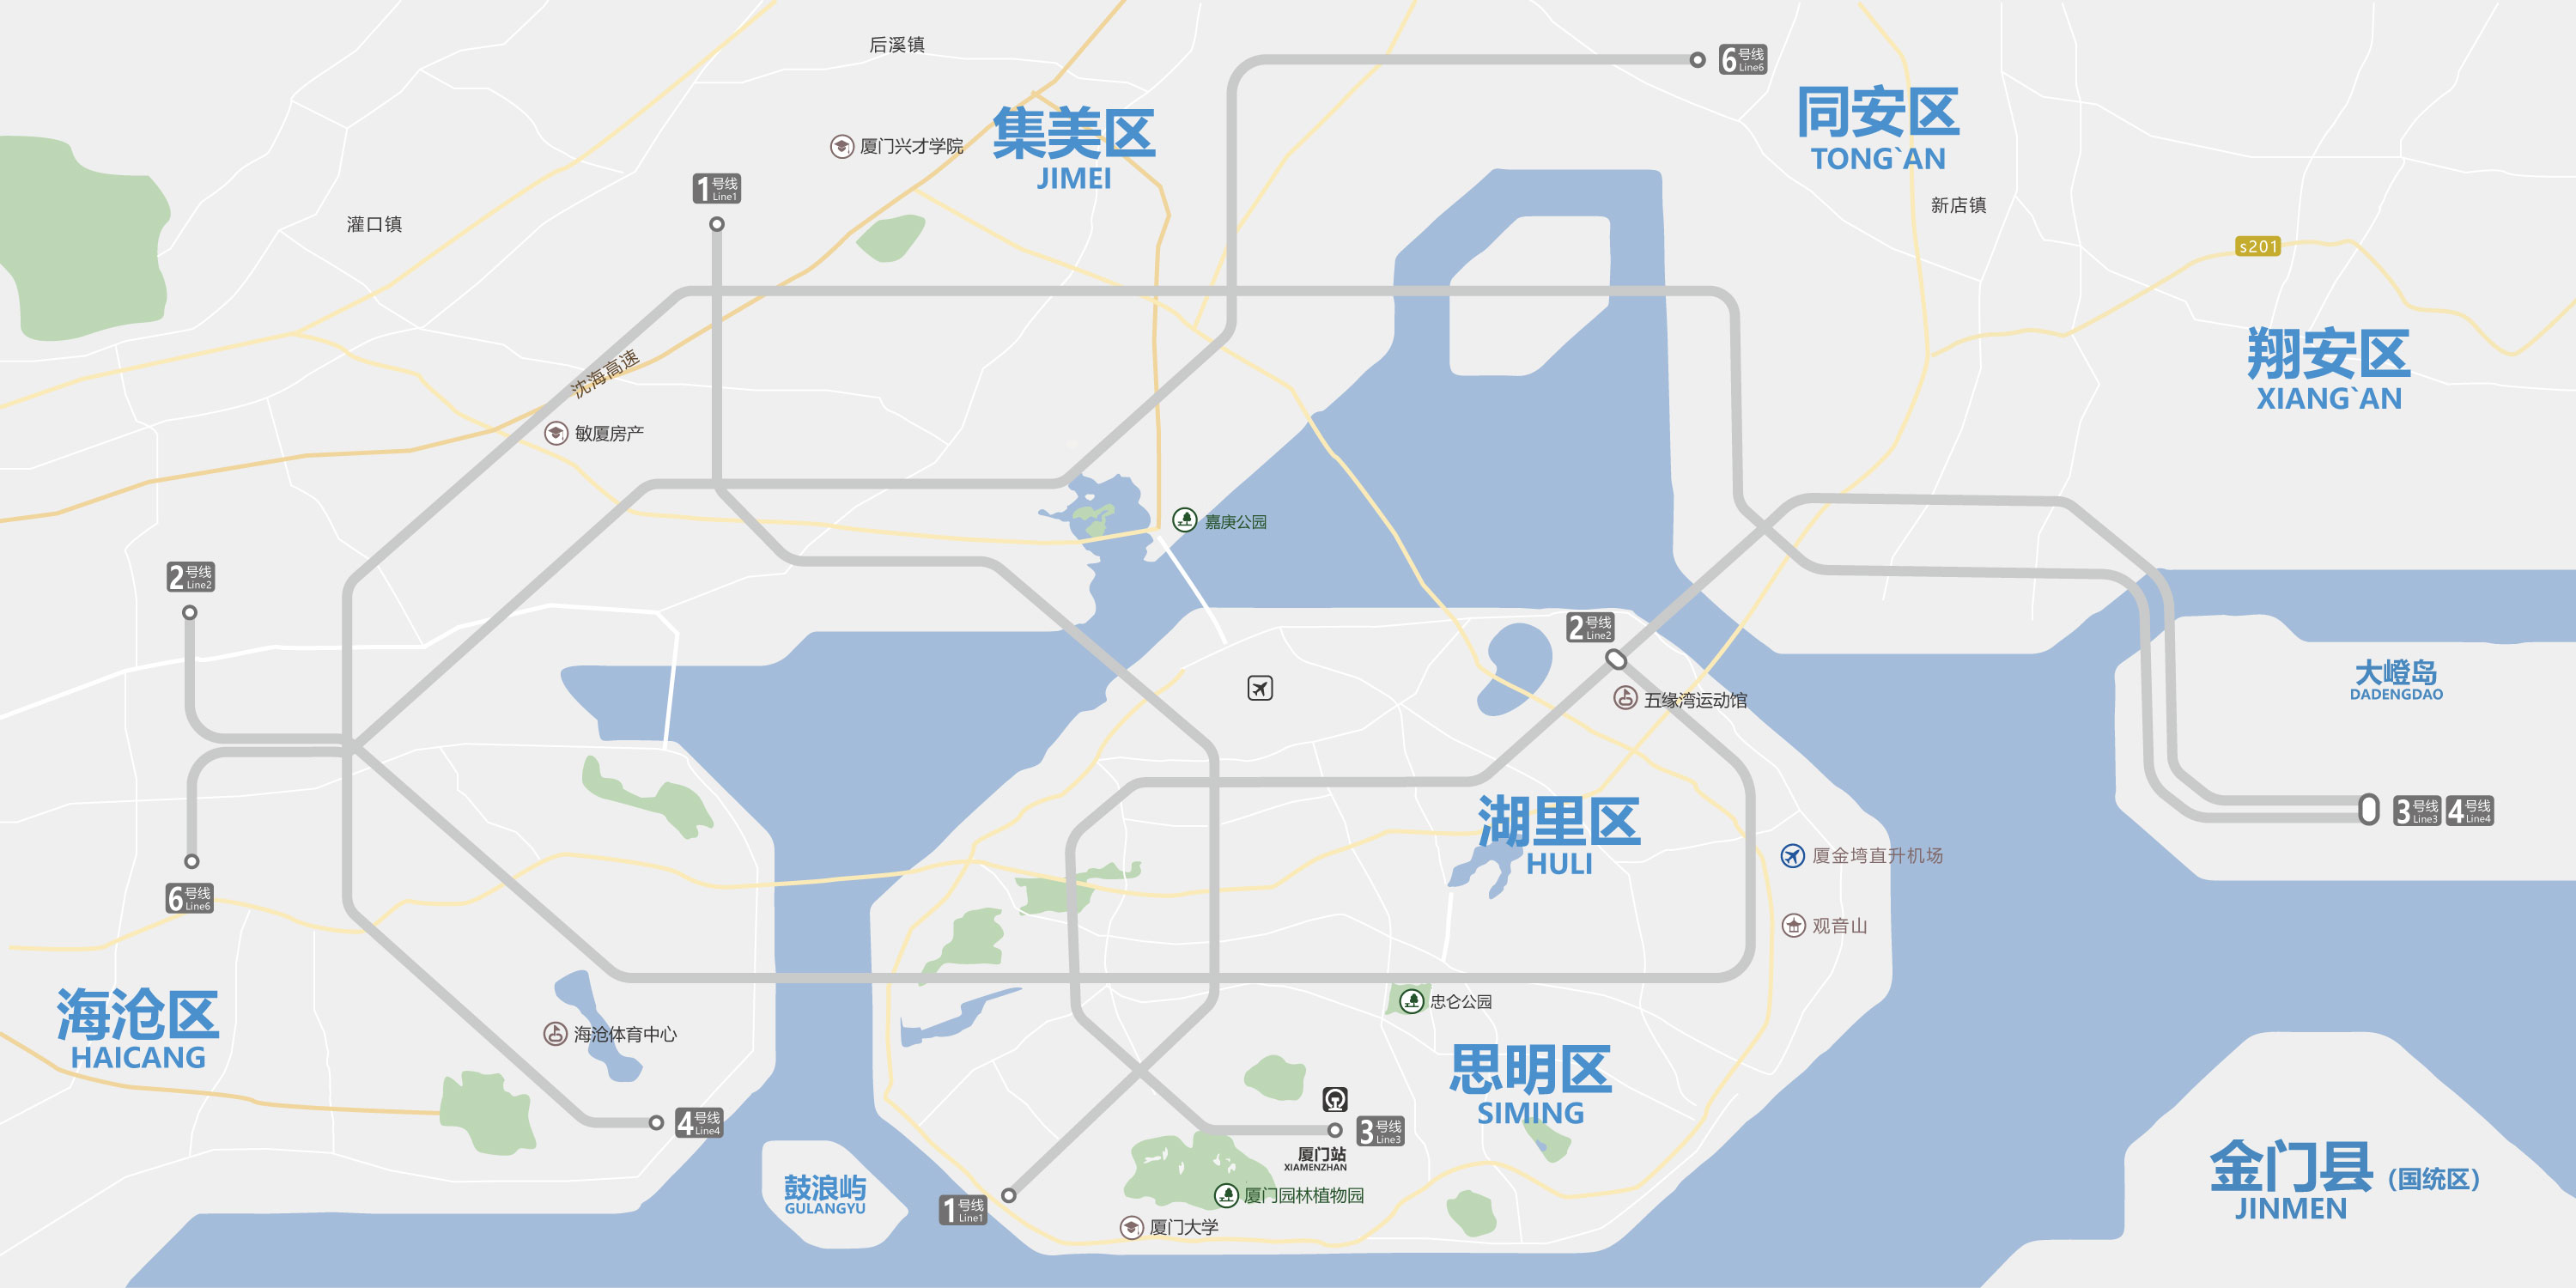 后溪镇
6号线
Line6
集美区
JIMEI
同安区
TONG`AN
厦门兴才学院
1号线
Line1
灌口镇
新店镇
s201
沈海高速
翔安区
XIANG`AN
敏厦房产
嘉庚公园
2号线
Line2
2号线
Line2
五缘湾运动馆
大嶝岛
DADENGDAO
湖里区
HULI
3号线
Line3
4号线
Line4
厦金湾直升机场
6号线
Line6
观音山
海沧区
HAICANG
忠仑公园
海沧体育中心
思明区
SIMING
4号线
Line4
3号线
Line3
厦门站
XIAMENZHAN
金门县
(国统区)
JINMEN
鼓浪屿
GULANGYU
厦门园林植物园
1号线
Line1
厦门大学